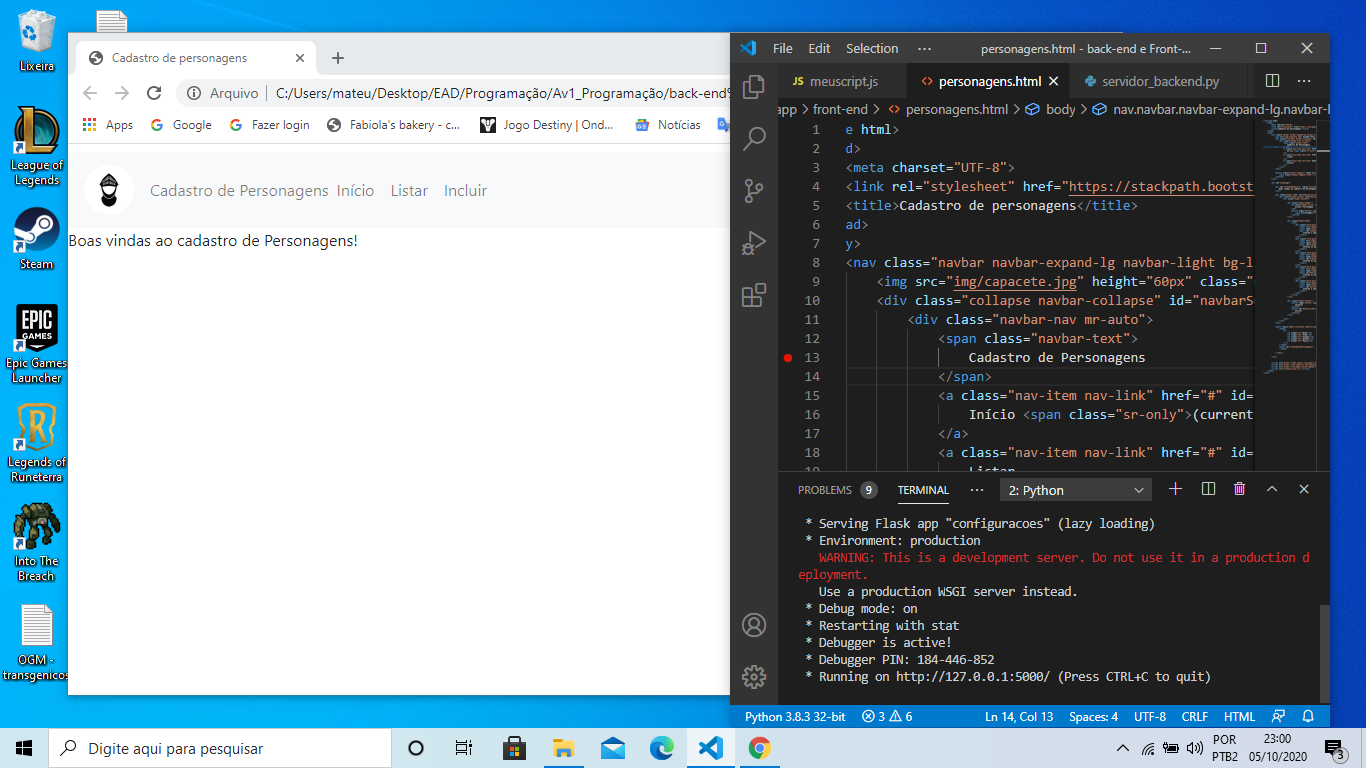 Lixeira
League of
Legends
Steam
EPIC
GAMES
Epic Games
Launcher
Legends of
Runeterra
Into The
Breach
OGM -
transgenicos
Cadastro de personagens
Arquivo
C:/Users/mateu/Desktop/EAD/Programação/Av1_Programação/back-end%
Apps
Google
Fazer login
Fabiola's bakery - c...
Jogo Destiny | Ond...
Notícias
Cadastro de Personagens Início Listar Incluir
Boas vindas ao cadastro de Personagens!
File Edit Selection ··· personagens.html - back-end e Front-...
JS meuscript.js <> personagens.html servidor_backend.py ···
app > front-end > <> personagens.html > body > nav.navbar.navbar-expand-lg.navbar-l
1 e html>
2 d>
3 <meta charset="UTF-8">
4 <link rel="stylesheet" href="https://stackpath.bootst
5 <title>Cadastro de personagens</title>
6 ad>
7 y>
8 <nav class="navbar navbar-expand-lg navbar-light bg-l
9 <img src="img/capacete.jpg" height="60px" class="
10 <div class="collapse navbar-collapse" id="navbarS
11 <div class="navbar-nav mr-auto">
12 <span class="navbar-text">
13 Cadastro de Personagens
14 </span>
15 <a class="nav-item nav-link" href="#" id=
16 Início <span class="sr-only">(current
17 </a>
18 <a class="nav-item nav-link" href="#" id=
19 Listar
PROBLEMS 9 TERMINAL ··· 2: Python
* Serving Flask app "configuracoes" (lazy loading)
* Environment: production
WARNING: This is a development server. Do not use it in a production d
eployment.
Use a production WSGI server instead.
* Debug mode: on
* Restarting with stat
* Debugger is active!
* Debugger PIN: 184-446-852
* Running on http://127.0.0.1:5000/ (Press CTRL+C to quit)
Python 3.8.3 32-bit 3 6 Ln 14, Col 13 Spaces: 4 UTF-8 CRLF HTML
Digite aqui para pesquisar
POR
PTB2
23:00
05/10/2020
3